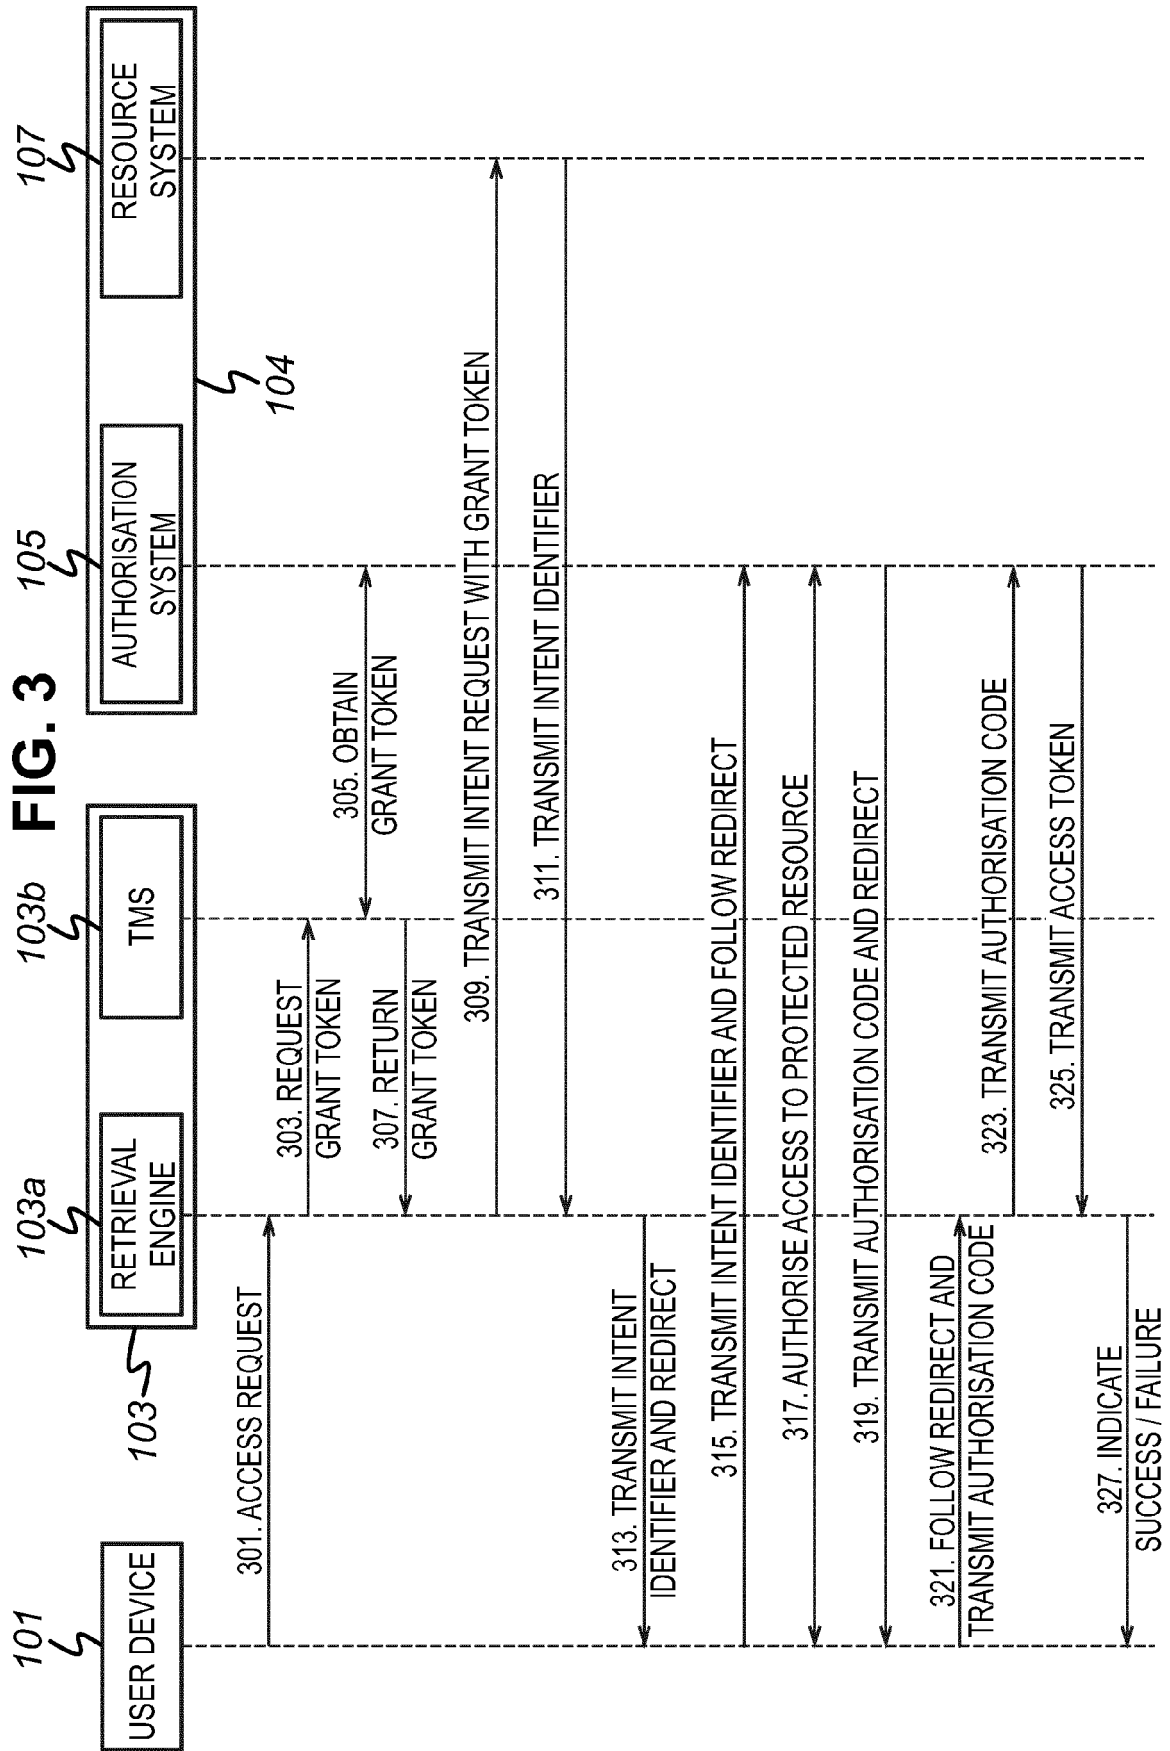 FIG. 3
101
103
103a
103b
105
104
107
USER DEVICE
RETRIEVAL
ENGINE
TMS
AUTHORISATION
SYSTEM
RESOURCE
SYSTEM
301. ACCESS REQUEST
303. REQUEST
GRANT TOKEN
305. OBTAIN
GRANT TOKEN
307. RETURN
GRANT TOKEN
309. TRANSMIT INTENT REQUEST WITH GRANT TOKEN
311. TRANSMIT INTENT IDENTIFIER
313. TRANSMIT INTENT
IDENTIFIER AND REDIRECT
315. TRANSMIT INTENT IDENTIFIER AND FOLLOW REDIRECT
317. AUTHORISE ACCESS TO PROTECTED RESOURCE
319. TRANSMIT AUTHORISATION CODE AND REDIRECT
321. FOLLOW REDIRECT AND
TRANSMIT AUTHORISATION CODE
323. TRANSMIT AUTHORISATION CODE
325. TRANSMIT ACCESS TOKEN
327. INDICATE
SUCCESS / FAILURE